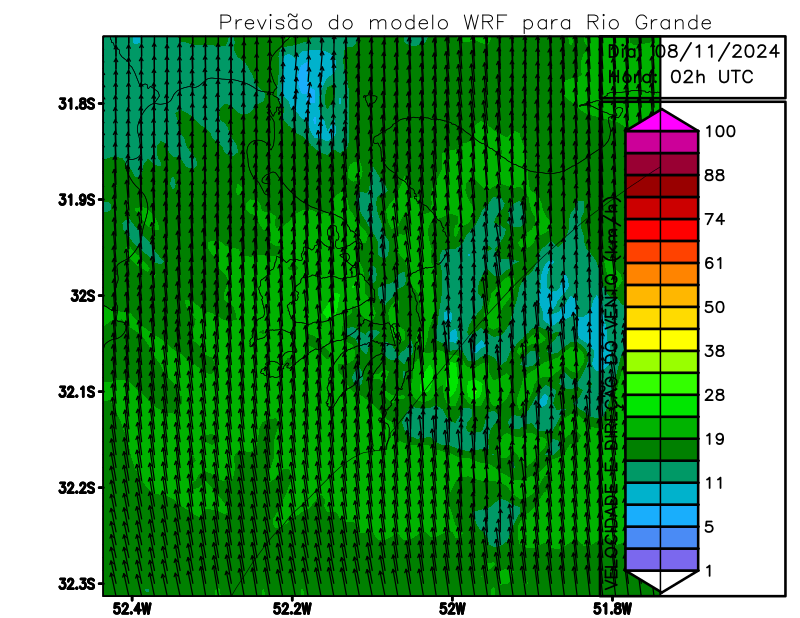 Previsão do modelo WRF para Rio Grande
Dia: 08/11/2024
Hora: 02h UTC
31.8S
31.9S
32S
32.1S
32.2S
32.3S
52.4W
52.2W
52W
51.8W
VELOCIDADE E DIREÇÃO DO VENTO (km/h)
100
88
74
61
50
38
28
19
11
5
1